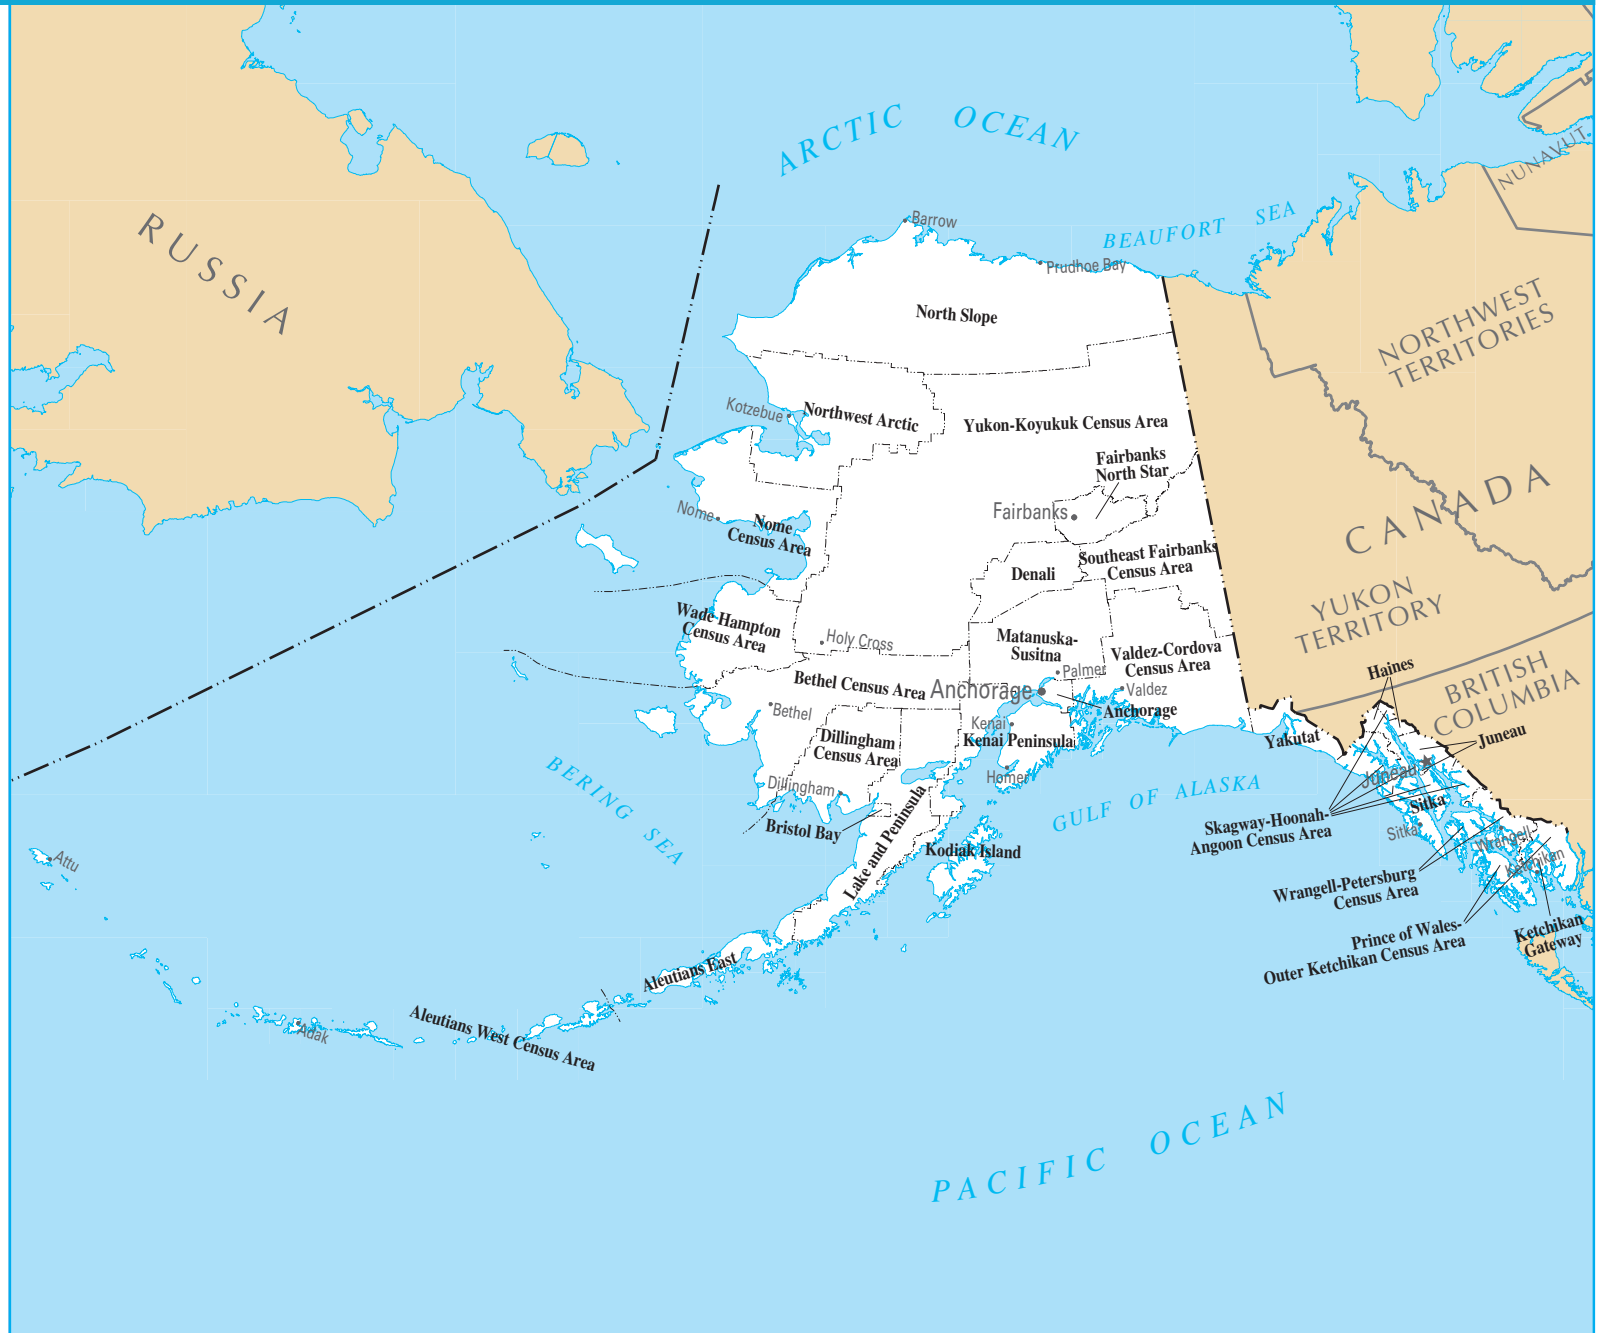 ARCTIC OCEAN
NUNAVUT
BEAUFORT SEA
RUSSIA
Barrow
Prudhoe Bay
NORTHWEST
TERRITORIES
North Slope
Kotzebue
Northwest Arctic
Yukon-Koyukuk Census Area
Fairbanks
North Star
Nome
Nome
Census Area
Fairbanks
CANADA
Southeast Fairbanks
Census Area
Denali
YUKON
TERRITORY
Wade Hampton
Census Area
Holy Cross
Matanuska-
Susitna
Palmer
Valdez-Cordova
Census Area
Haines
BRITISH
COLUMBIA
Bethel Census Area
Anchorage
Valdez
Anchorage
Bethel
Kenai
Kenai Peninsula
Dillingham
Census Area
Yakutat
Juneau
Juneau
Homer
Dillingham
BERING SEA
GULF OF ALASKA
Sitka
Sitka
Bristol Bay
Lake and Peninsula
Kodiak Island
Skagway-Hoonah-
Angoon Census Area
Wrangell
Ketchikan
Attu
Wrangell-Petersburg
Census Area
Prince of Wales-
Outer Ketchikan Census Area
Ketchikan
Gateway
Aleutians East
Adak
Aleutians West Census Area
PACIFIC OCEAN